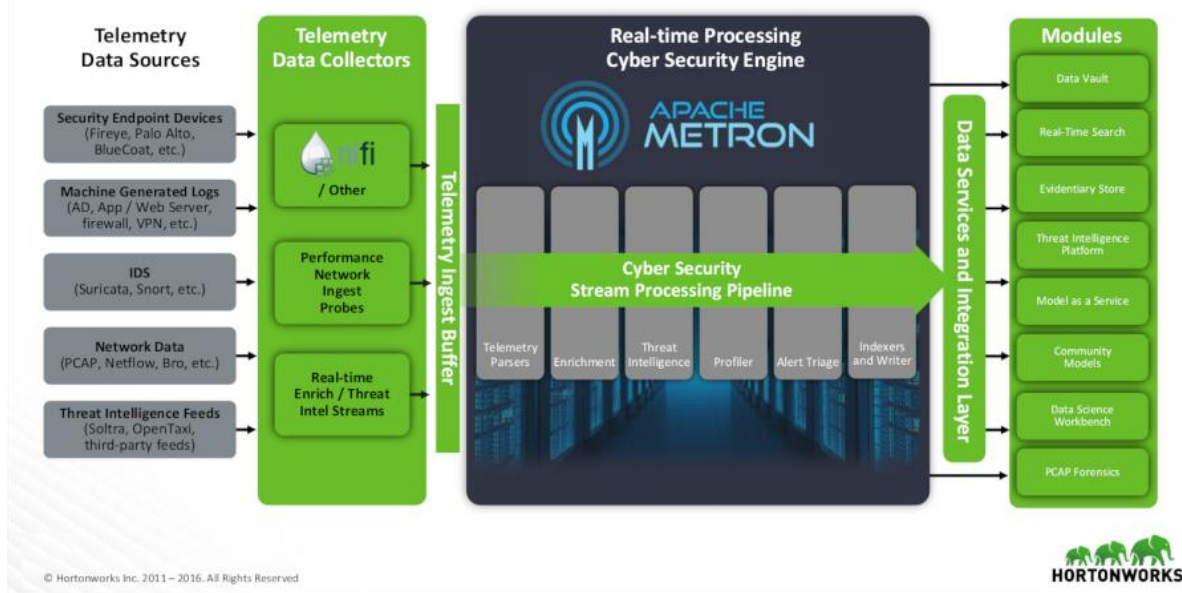 Telemetry
Data Sources
Security Endpoint Devices
(Fireye, Palo Alto,
BlueCoat, etc.)
Machine Generated Logs
(AD, App / Web Server,
firewall, VPN, etc.)
IDS
(Suricata, Snort, etc.)
Network Data
(PCAP, Netflow, Bro, etc.)
Threat Intelligence Feeds
(Soltra, OpenTaxi,
third-party feeds)
Telemetry
Data Collectors
nifi
/ Other
Performance
Network
Ingest
Probes
Real-time
Enrich / Threat
Intel Streams
Telemetry Ingest Buffer
Real-time Processing
Cyber Security Engine
APACHE
METRON
Cyber Security
Stream Processing Pipeline
Telemetry
Parsers
Enrichment
Threat
Intelligence
Profiler
Alert Triage
Indexers
and Writer
Data Services and Integration Layer
Modules
Data Vault
Real-Time Search
Evidentiary Store
Threat Intelligence
Platform
Model as a Service
Community
Models
Data Science
Workbench
PCAP Forensics
© Hortonworks Inc. 2011 – 2016. All Rights Reserved
HORTONWORKS